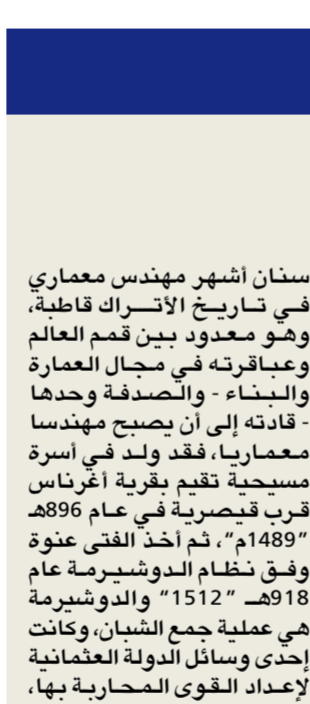 سنان أشهر مهندس معماري
في تاريخ الأتراك قاطبة،
وهو معدود بين قمم العالم
وعباقرته في مجال العمارة
والبناء - والصدفة وحدها
- قادته إلى أن يصبح مهندسا
معماريا، فقد ولد في أسرة
مسيحية تقيم بقرية أغرناس
قرب قيصرية في عام 896هـ
"1489م"، ثم أخذ الفتى عنوة
وفق نظام الدوشيرمة عام
918هـ "1512" والدوشيرمة
هي عملية جمع الشبان، وكانت
إحدى وسائل الدولة العثمانية
لإعداد القوى المحاربة بها،